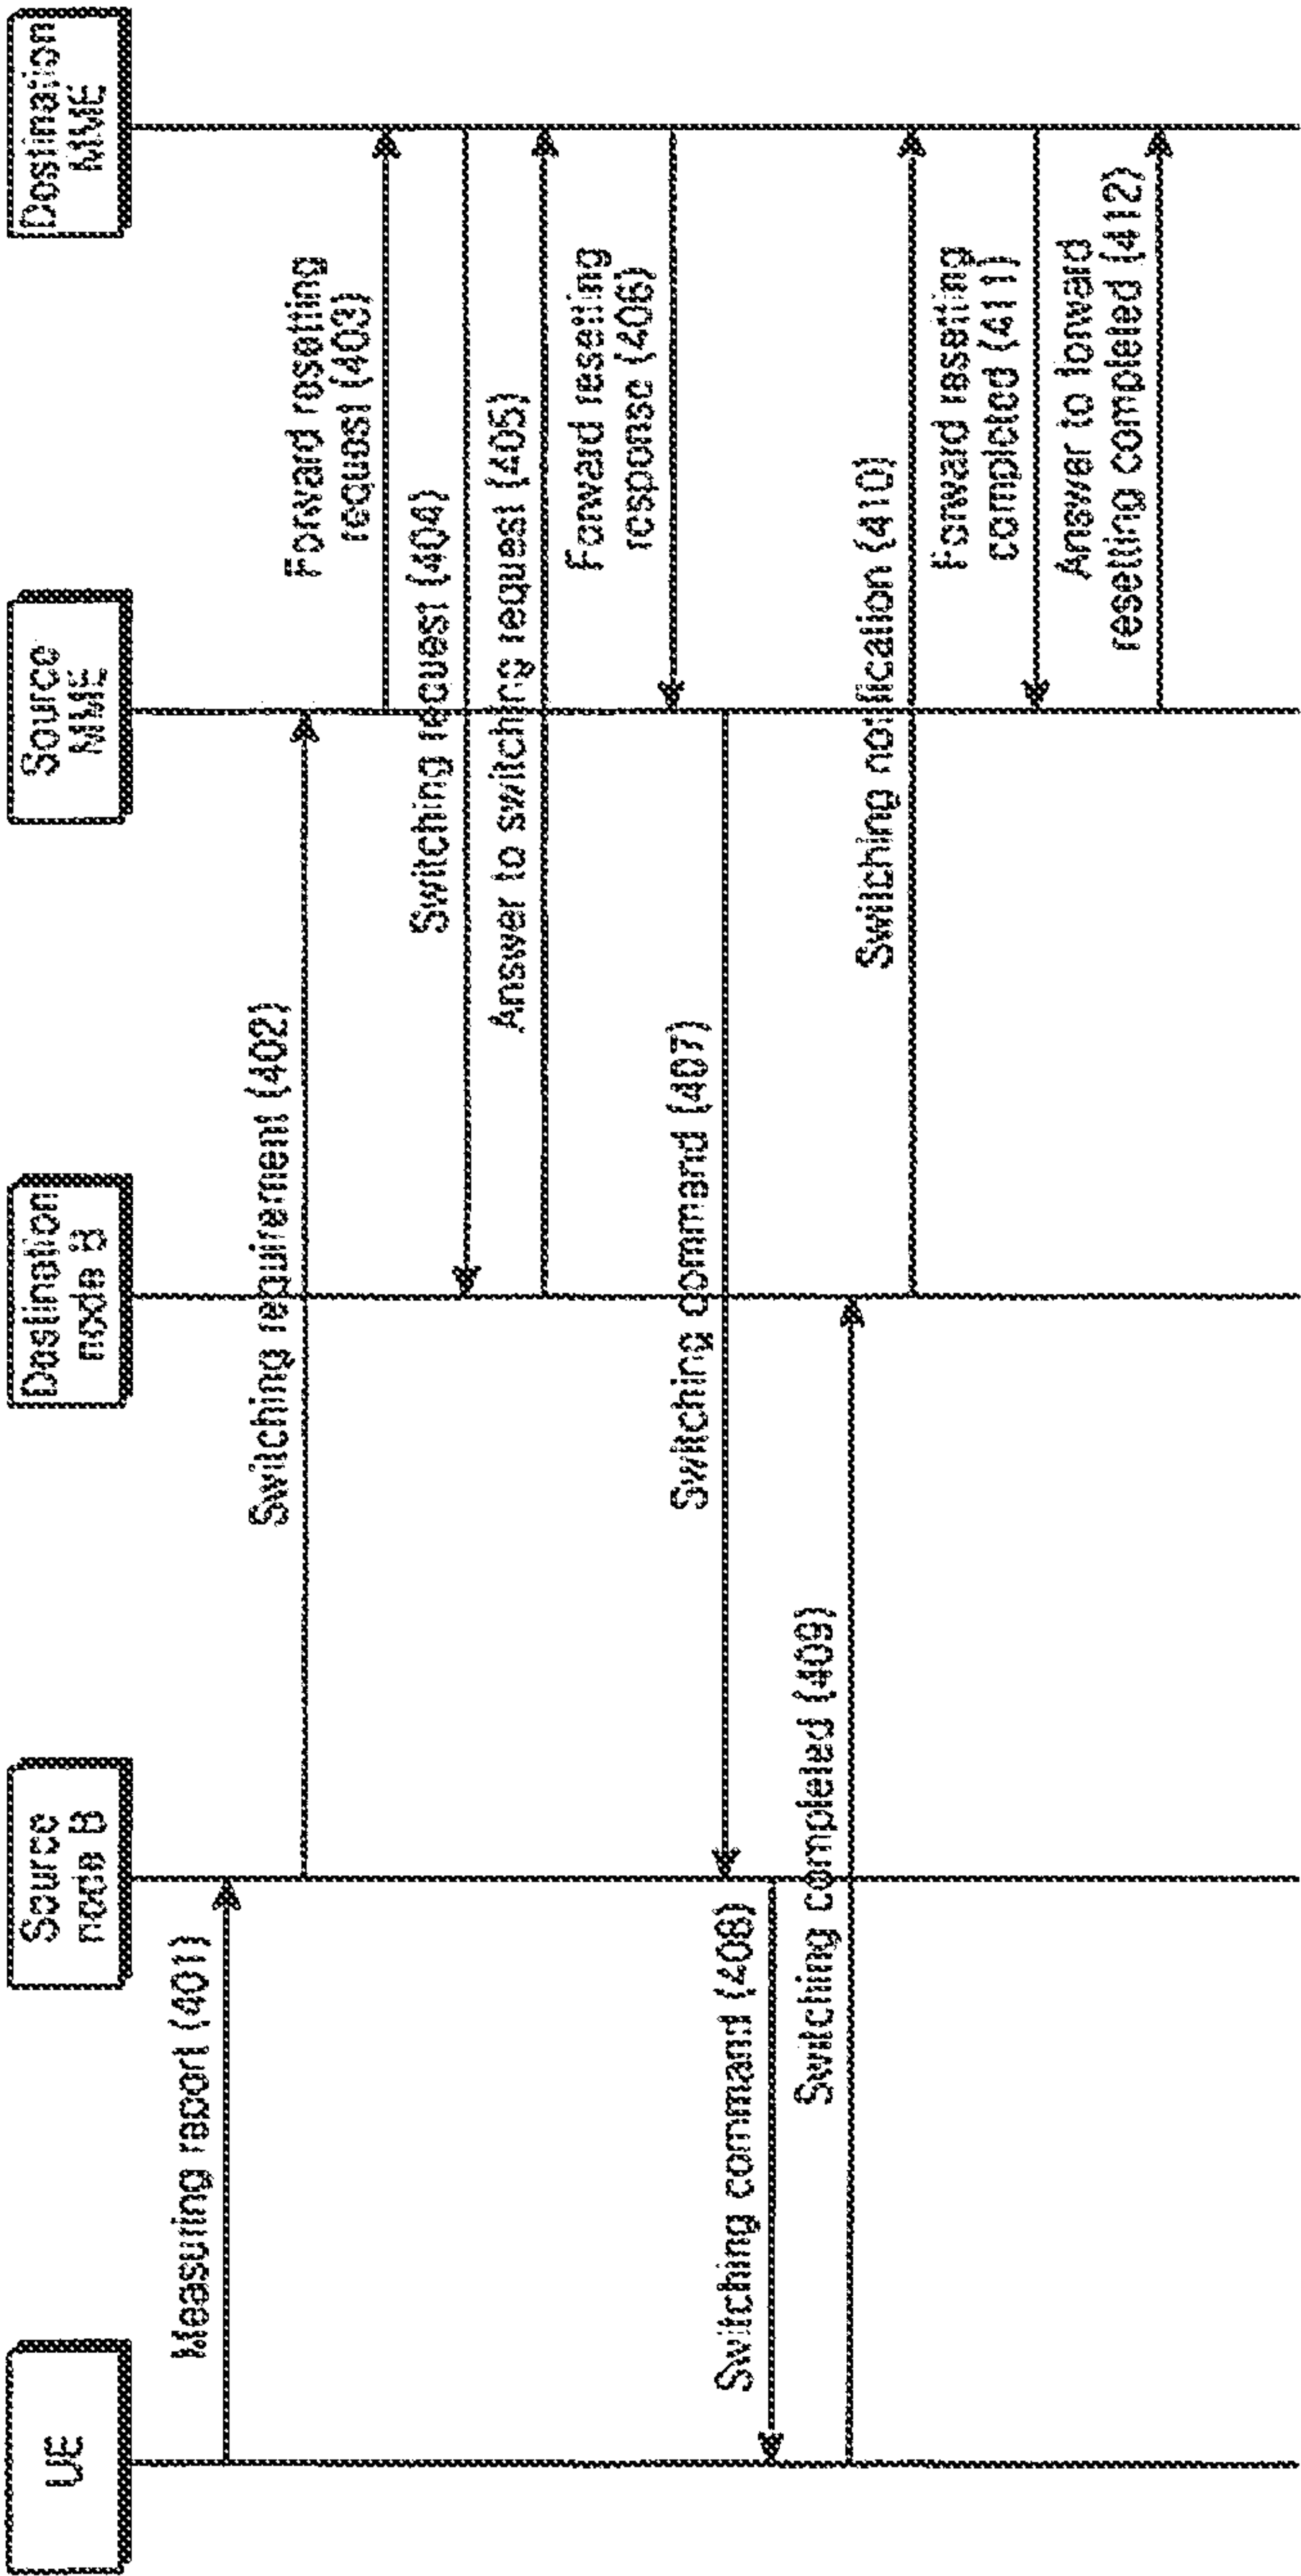 UE
Source
node B
Destination
node B
Source
MME
Destination
MME
Measuring report (401)
Switching requirement (402)
Forward resetting
request (403)
Switching request (404)
Answer to switching request (405)
Forward resetting
response (406)
Switching command (407)
Switching command (408)
Switching completed (409)
Switching notification (410)
Forward resetting
completed (411)
Answer to forward
resetting completed (412)